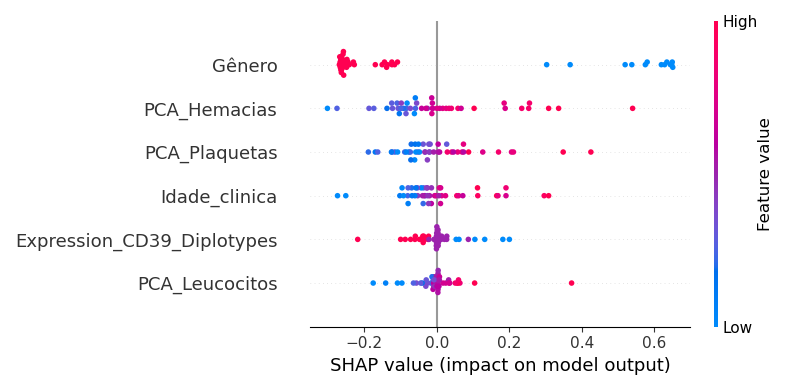 High
Gênero
PCA_Hemacias
PCA_Plaquetas
Idade_clinica
Expression_CD39_Diplotypes
PCA_Leucocitos
Feature value
Low
−0.2 0.0 0.2 0.4 0.6
SHAP value (impact on model output)